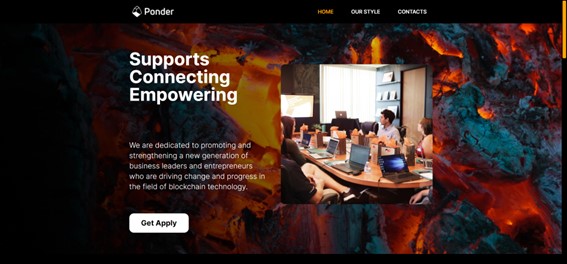 Ponder
HOME OUR STYLE CONTACTS
Supports
Connecting
Empowering
We are dedicated to promoting and
strengthening a new generation of
business leaders and entrepreneurs
who are driving change and progress in
the field of blockchain technology.
Get Apply